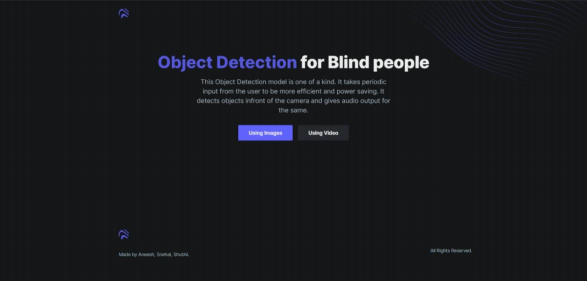 Object Detection for Blind people
This Object Detection model is one of a kind. It takes periodic
input from the user to be more efficient and power saving. It
detects objects infront of the camera and gives audio output for
the same.
Using Images Using Video
Made by Aneesh, Snehal, Shubhi.
All Rights Reserved.